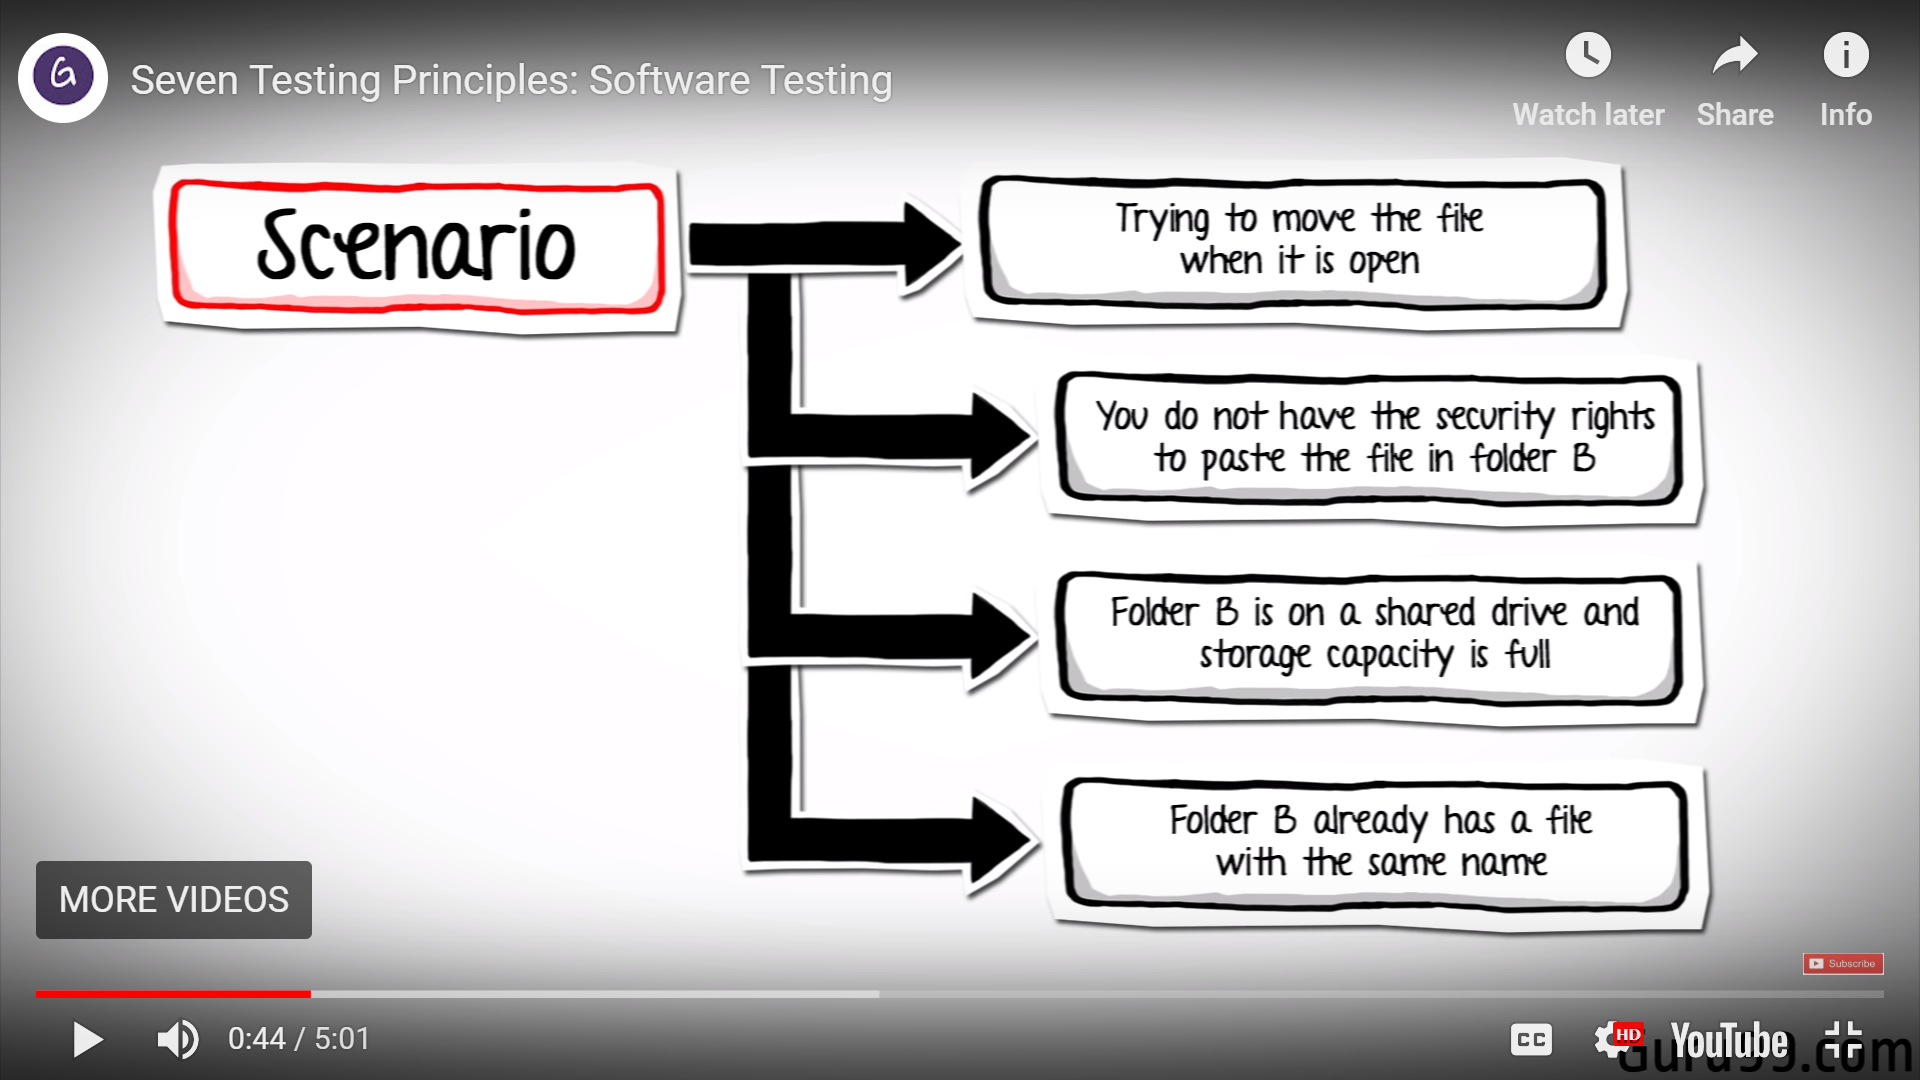 G
Seven Testing Principles: Software Testing
Watch later
Share
Info
Scenario
Trying to move the file
when it is open
You do not have the security rights
to paste the file in folder B
Folder B is on a shared drive and
storage capacity is full
Folder B already has a file
with the same name
MORE VIDEOS
Subscribe
0:44 / 5:01
CC
HD
YouTube
Guru99.com